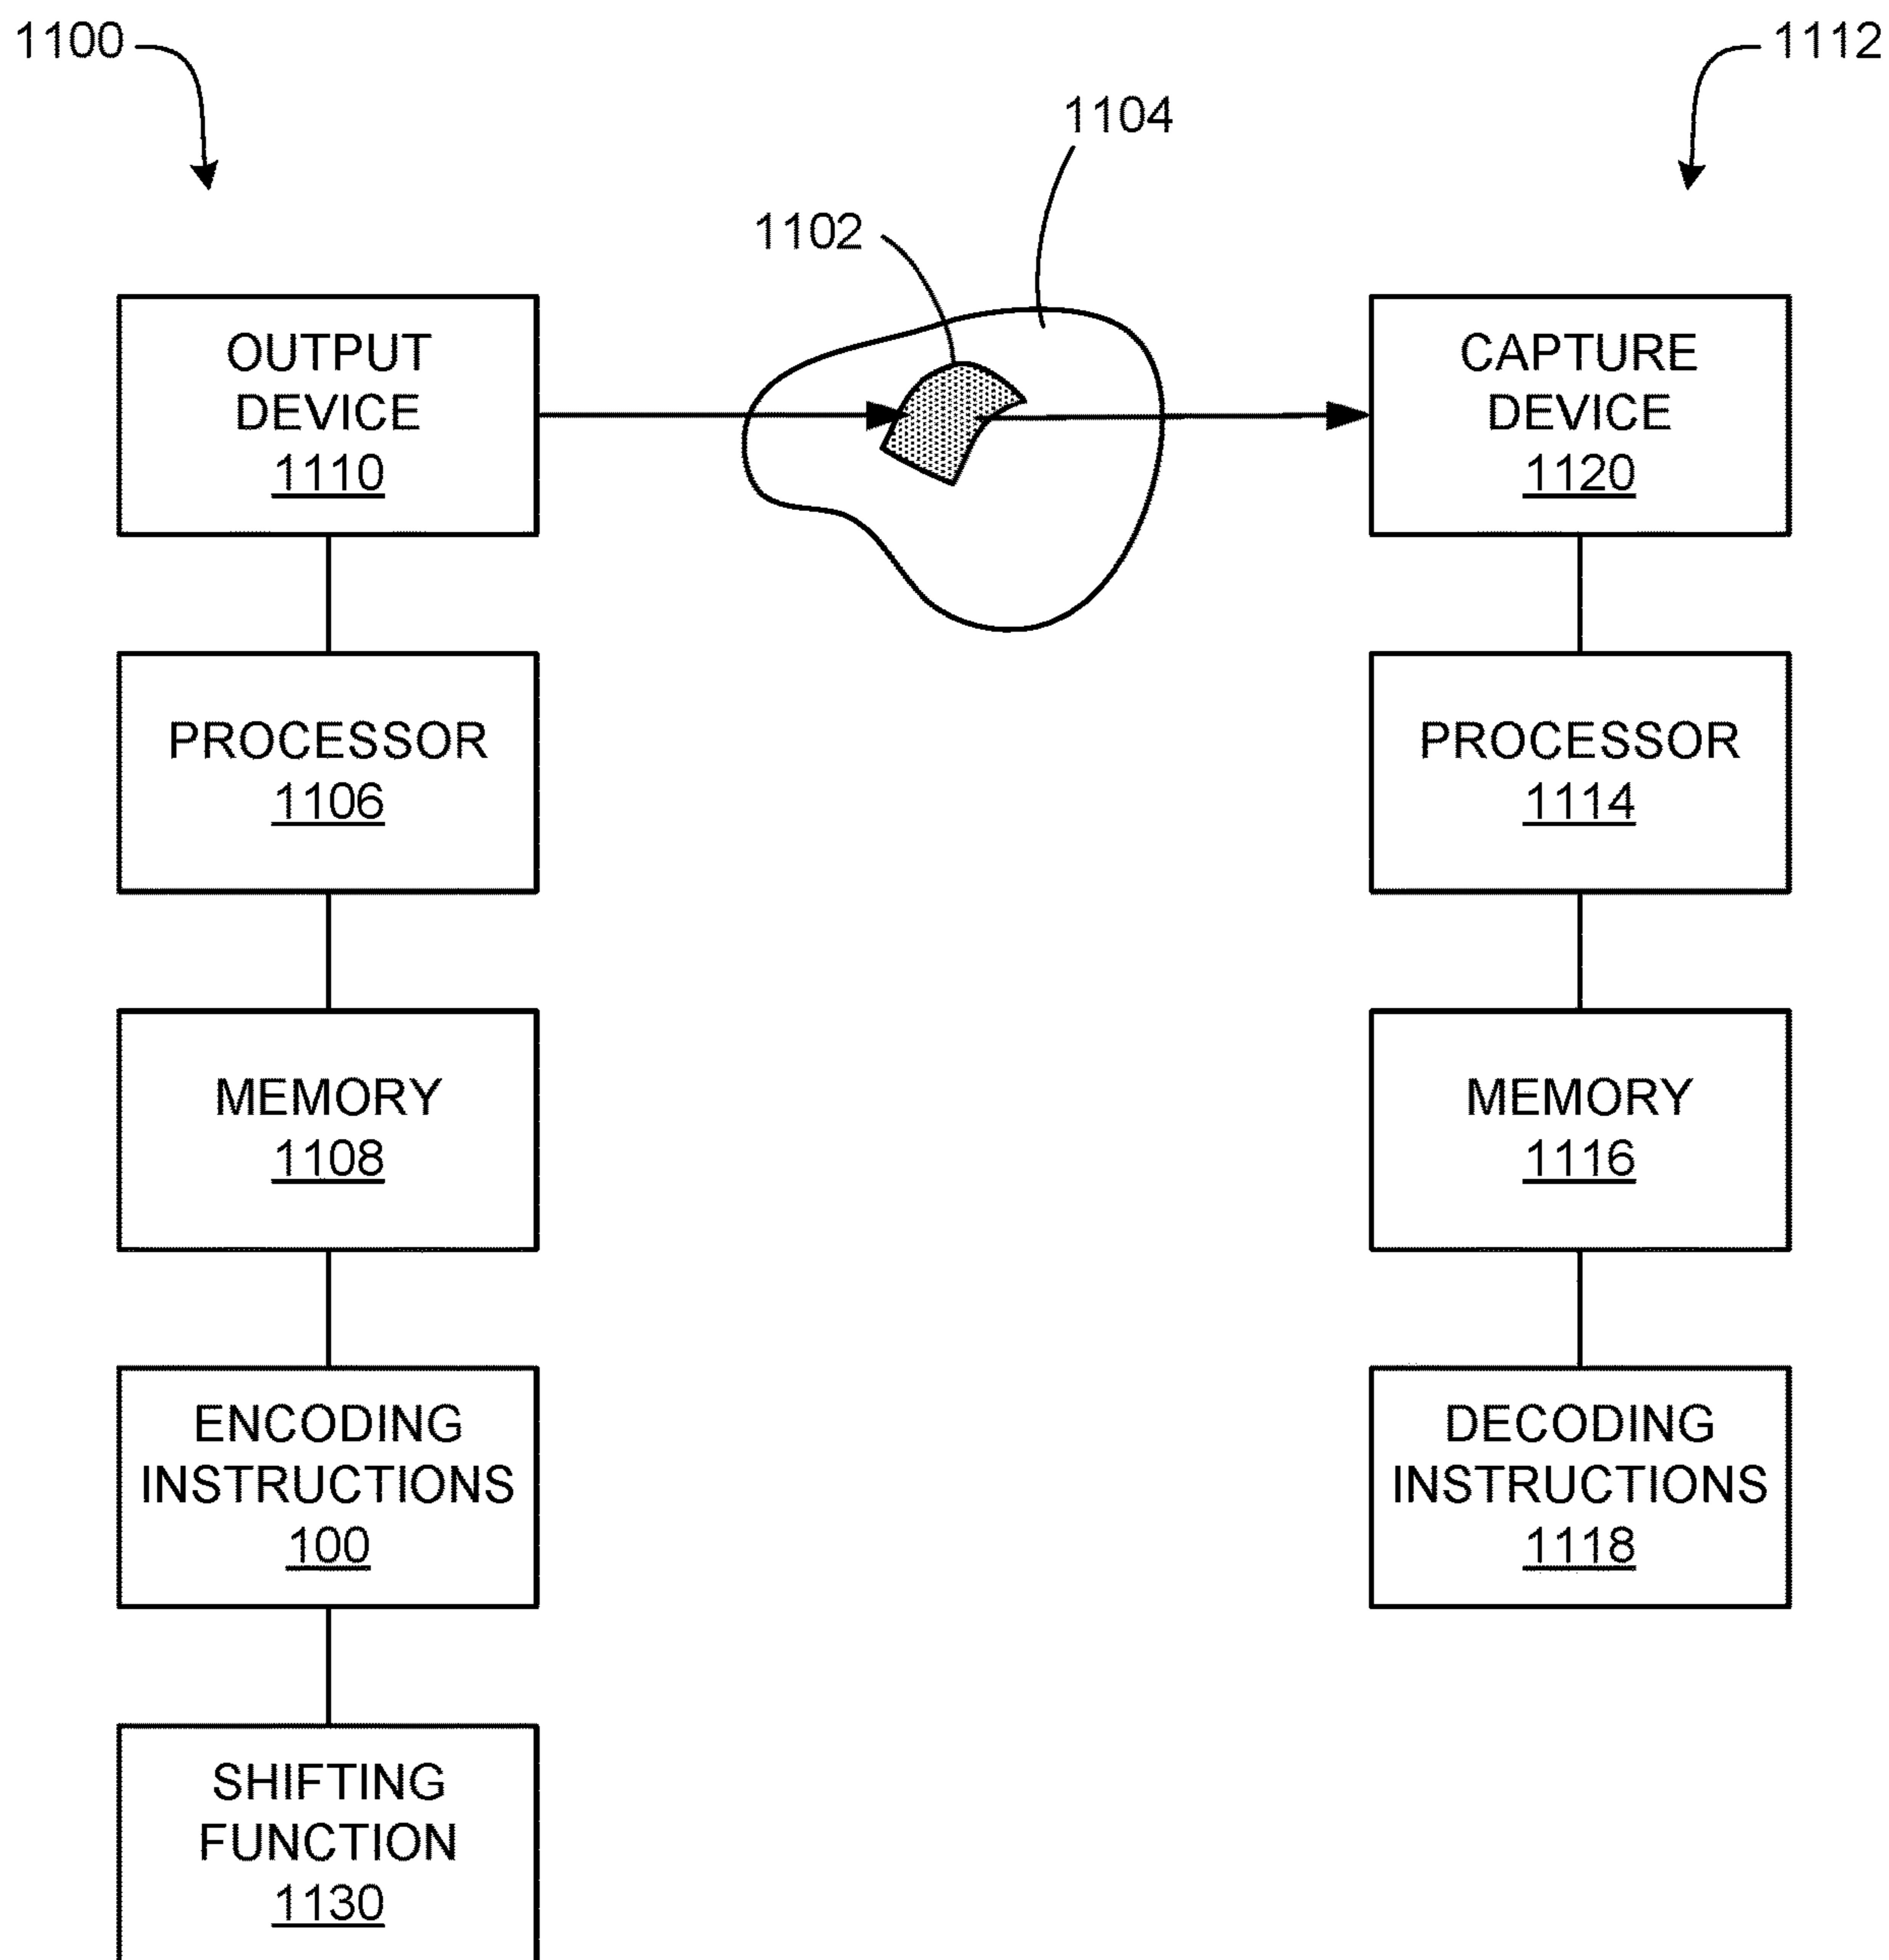 1100
1112
1104
1102
OUTPUT
DEVICE
1110
CAPTURE
DEVICE
1120
PROCESSOR
1106
PROCESSOR
1114
MEMORY
1108
MEMORY
1116
ENCODING
INSTRUCTIONS
100
DECODING
INSTRUCTIONS
1118
SHIFTING
FUNCTION
1130